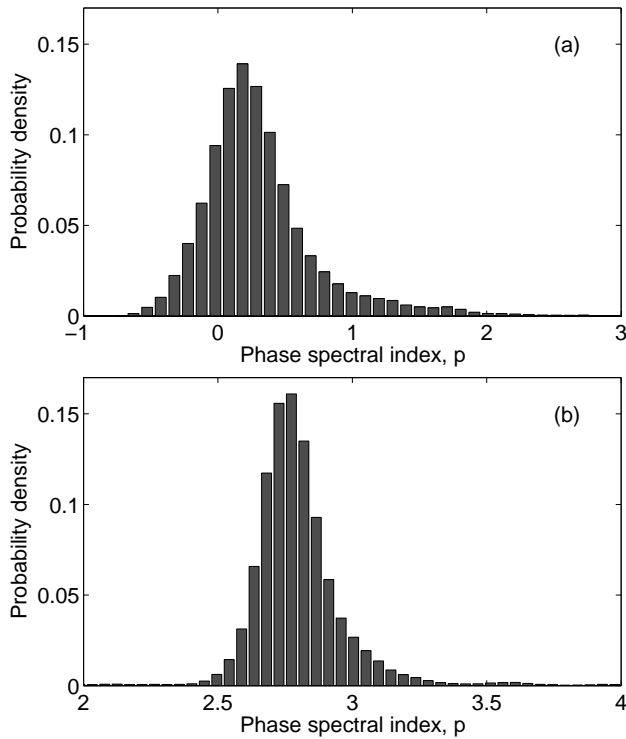 (a)
Probability density
0.15
0.1
0.05
0
−1 0 1 2 3
Phase spectral index, p
(b)
Probability density
0.15
0.1
0.05
0
2 2.5 3 3.5 4
Phase spectral index, p